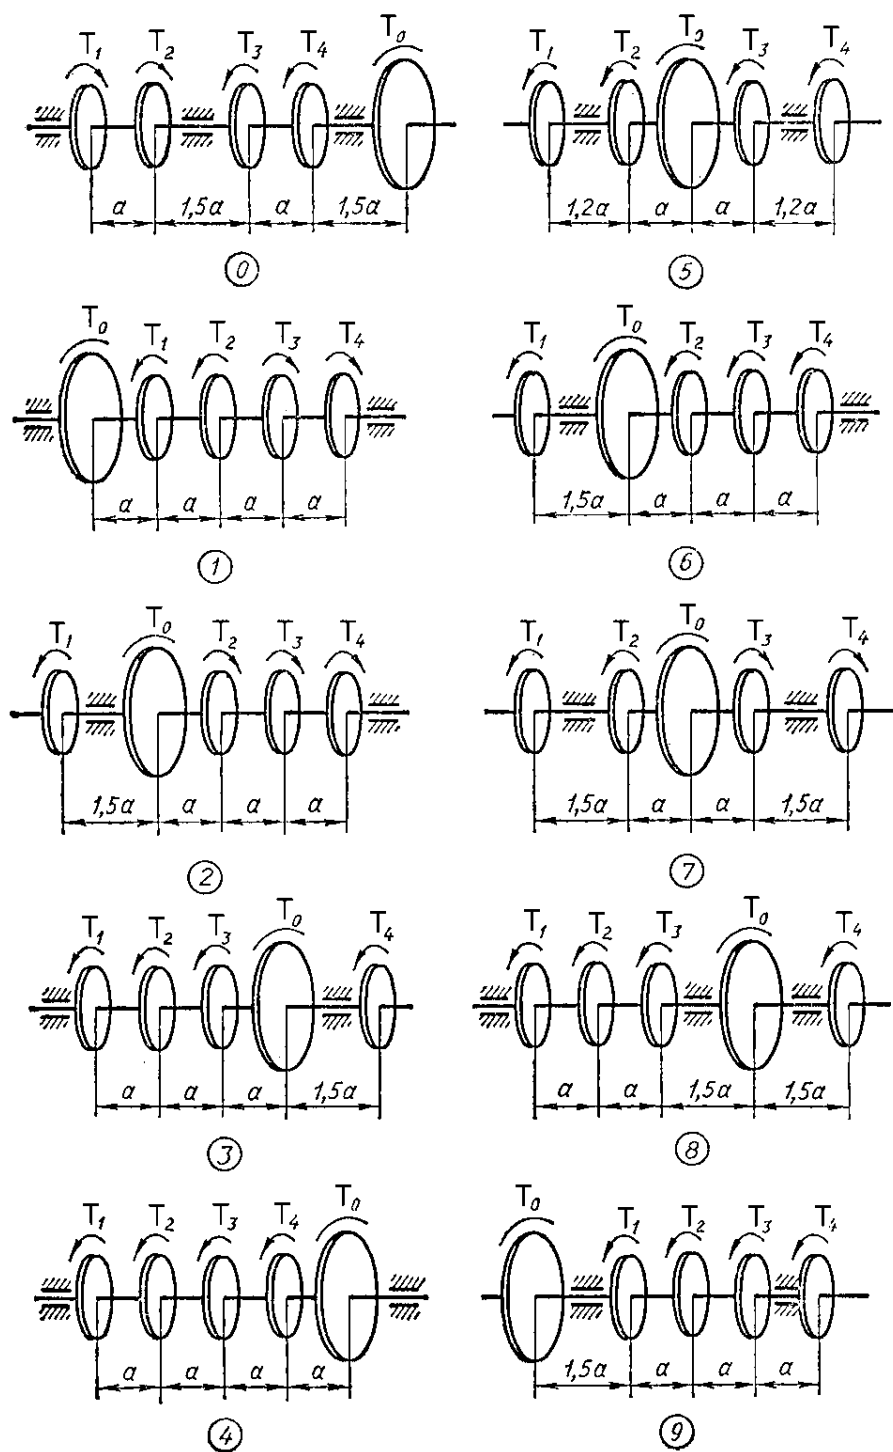 T₁ T₂ T₃ T₄ T₀
a 1,5a a 1,5a
0
T₁ T₂ T₀ T₃ T₄
1,2a a a 1,2a
5
T₀ T₁ T₂ T₃ T₄
a a a a
1
T₁ T₀ T₂ T₃ T₄
1,5a a a a
6
T₁ T₀ T₂ T₃ T₄
1,5a a a a
2
T₁ T₂ T₀ T₃ T₄
1,5a a a 1,5a
7
T₁ T₂ T₃ T₀ T₄
a a a 1,5a
3
T₁ T₂ T₃ T₀ T₄
a a 1,5a 1,5a
8
T₁ T₂ T₃ T₄ T₀
a a a a
4
T₀ T₁ T₂ T₃ T₄
1,5a a a a
9